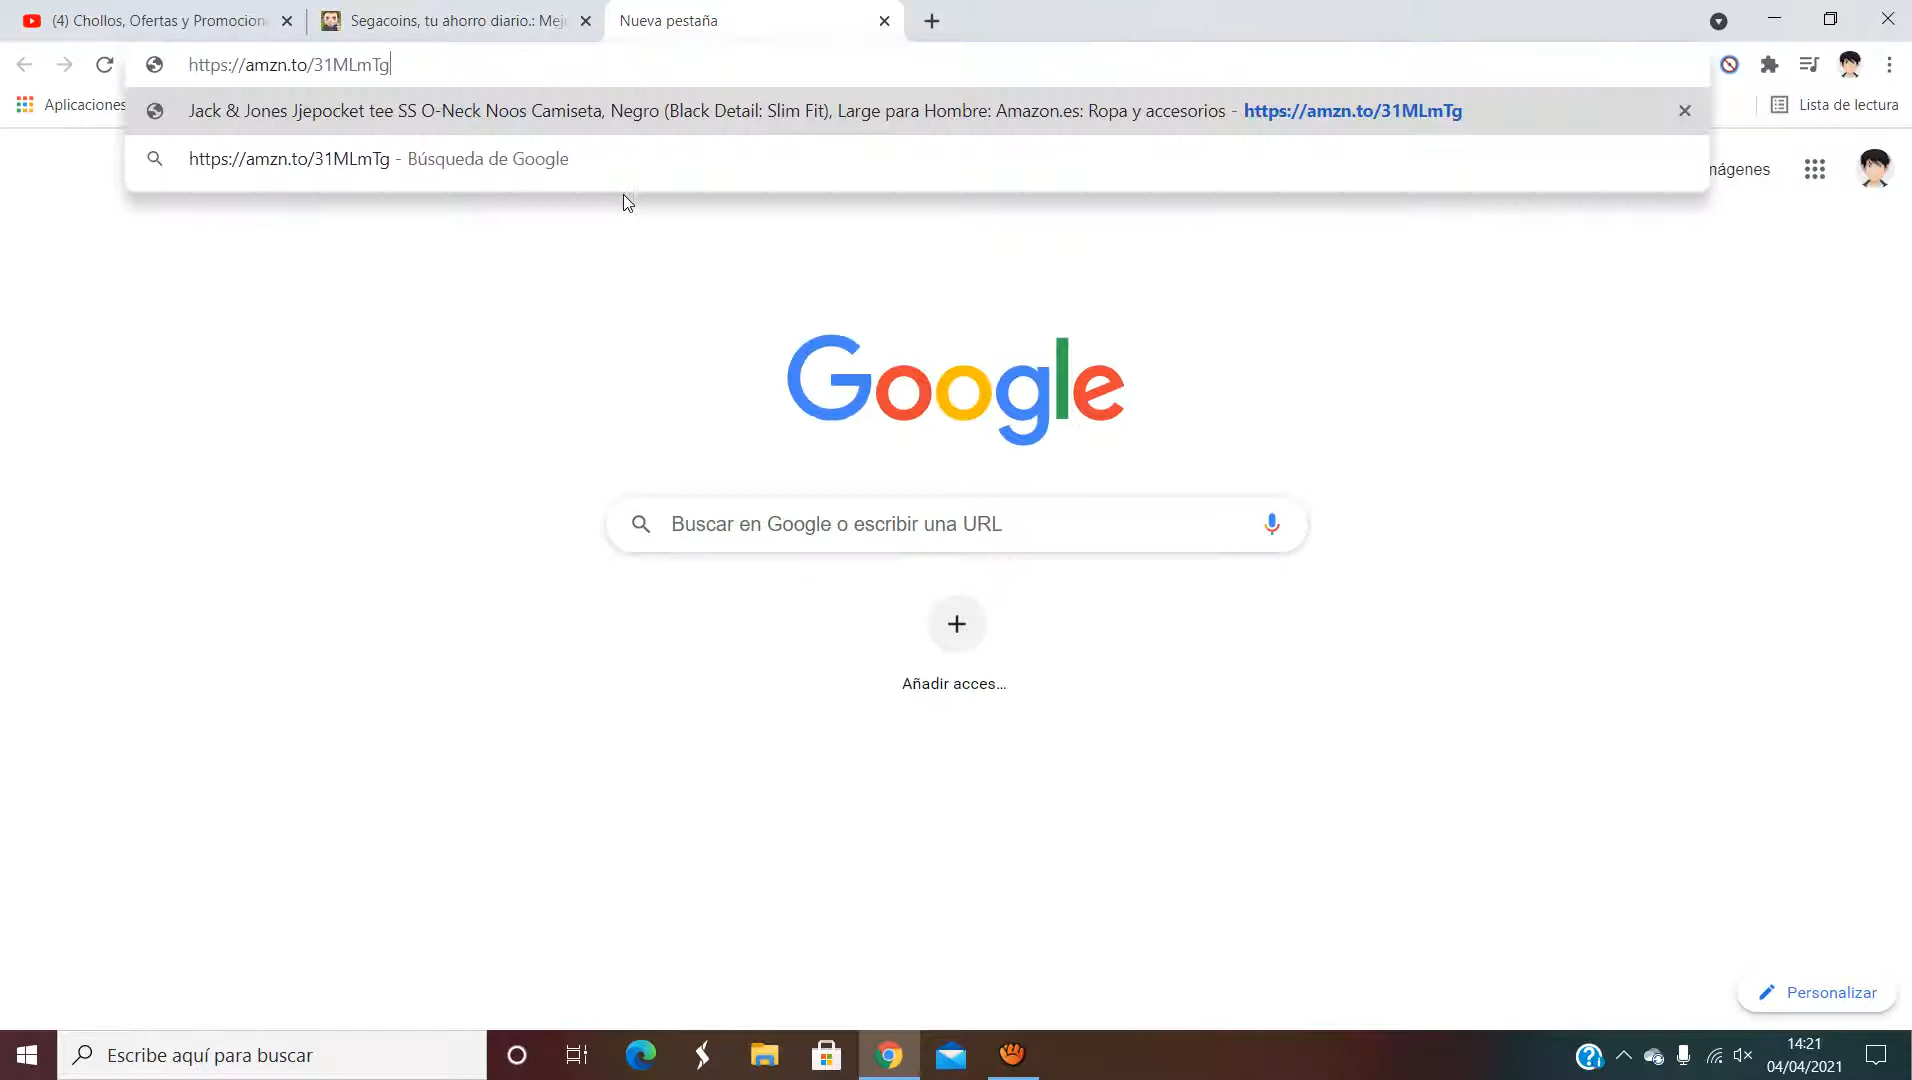 (4) Chollos, Ofertas y Promocion
Segacoins, tu ahorro diario.: Mej
Nueva pestaña
https://amzn.to/31MLmTg
Jack & Jones Jjepocket tee SS O-Neck Noos Camiseta, Negro (Black Detail: Slim Fit), Large para Hombre: Amazon.es: Ropa y accesorios - https://amzn.to/31MLmTg
Aplicaciones
Lista de lectura
https://amzn.to/31MLmTg - Búsqueda de Google
mágenes
Google
Buscar en Google o escribir una URL
Añadir acces...
Personalizar
Escribe aquí para buscar
14:21
04/04/2021